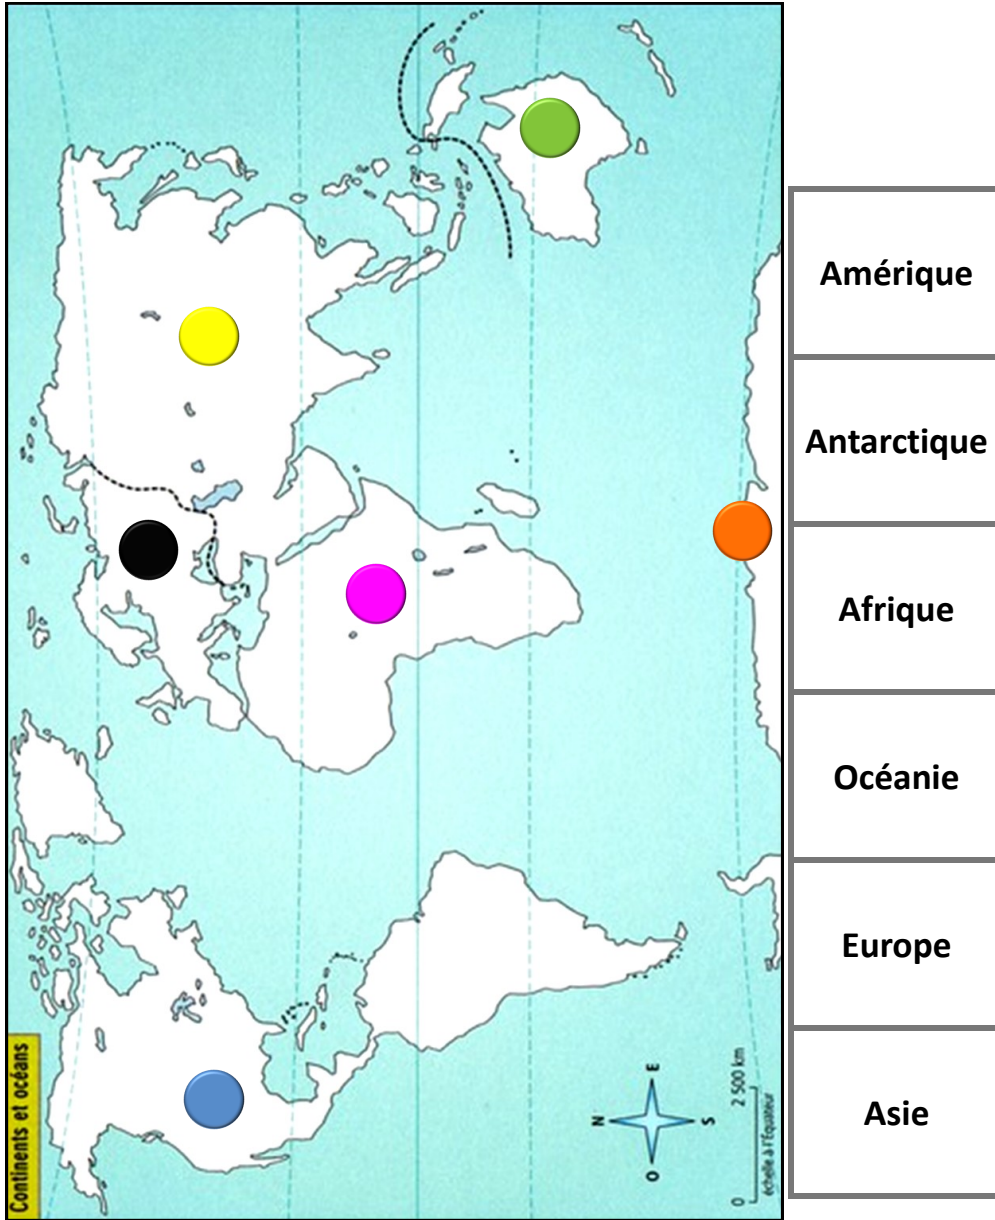 Continents et océans
N
E
S
O
2 500 km
0
échelle à l'Équateur
Amérique
Antarctique
Afrique
Océanie
Europe
Asie